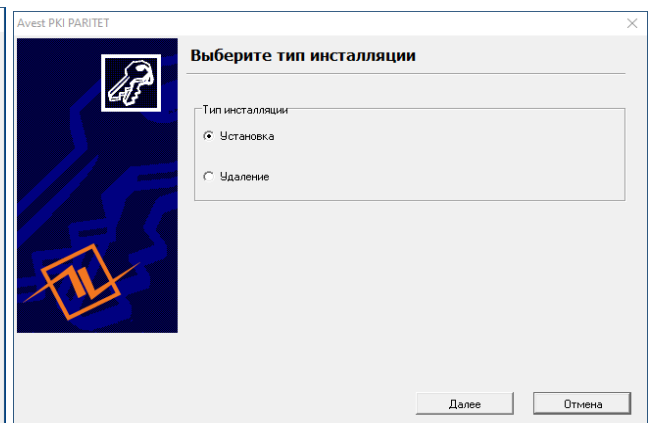 Avest PKI PARITET
Выберите тип инсталляции
Тип инсталляции
Установка
Удаление
Далее
Отмена